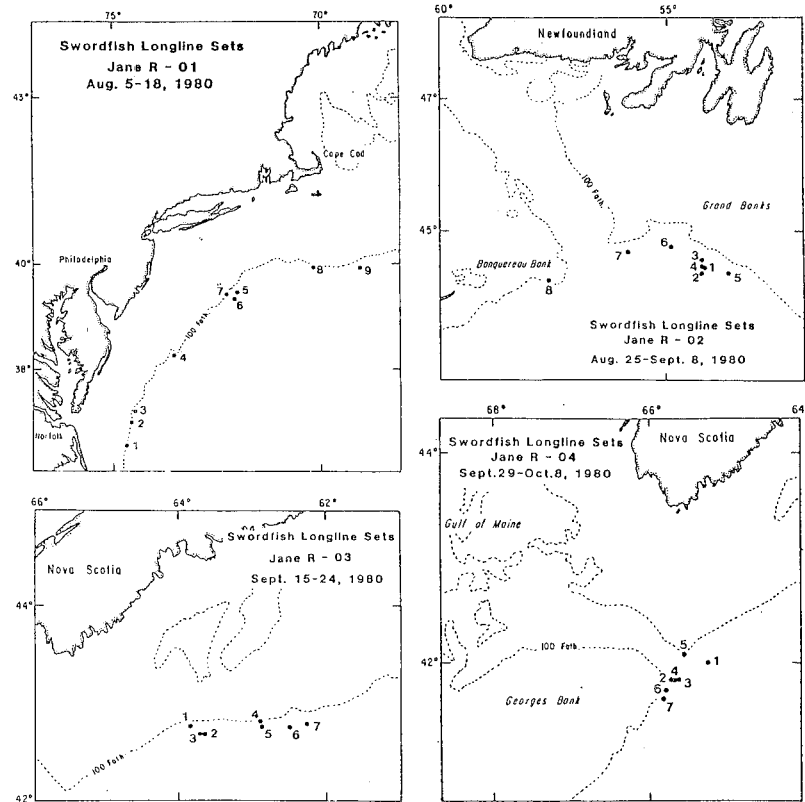 75°
70°
Swordfish Longline Sets
Jane R - 01
Aug. 5-18, 1980
43°
Cape Cod
40°
Philadelphia
38°
Norfolk
100 Fath.
1
2
3
4
5
6
7
8
9
60°
55°
Newfoundland
47°
100 Fath.
Grand Banks
45°
Banquereau Bank
6
7
3
4
1
2
5
8
Swordfish Longline Sets
Jane R - 02
Aug. 25-Sept. 8, 1980
66°
64°
62°
Swordfish Longline Sets
Jane R - 03
Sept. 15-24, 1980
Nova Scotia
44°
1
3
2
4
5
6
7
100 Fath.
42°
68°
66°
64
44°
Swordfish Longline Sets
Jane R - 04
Sept.29-Oct.8, 1980
Nova Scotia
Gulf of Maine
100 Fath.
42°
5
1
2
4
3
6
7
Georges Bank